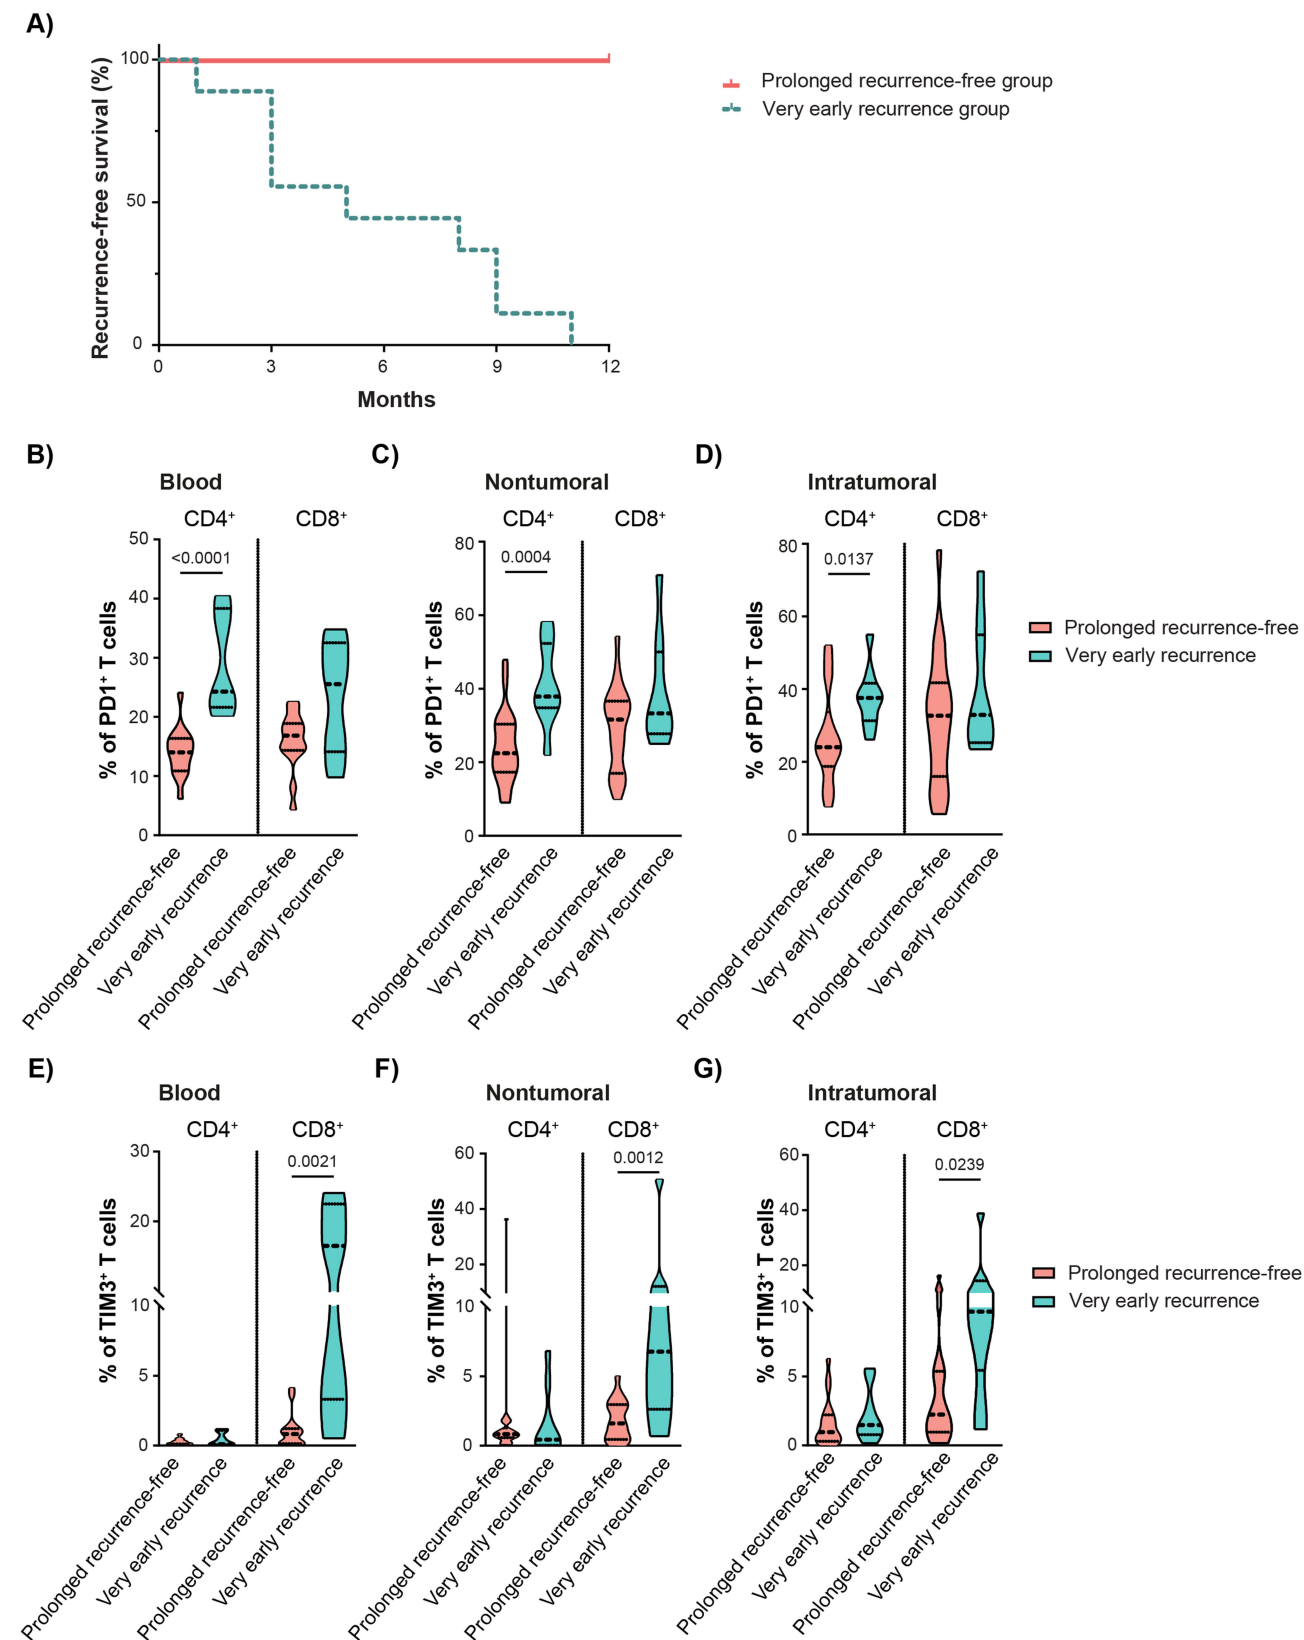 A)
Recurrence-free survival (%)
100
50
0
0 3 6 9 12
Months
Prolonged recurrence-free group
Very early recurrence group
B)
Blood
CD4+ CD8+
% of PD1+ T cells
50
40
30
20
10
0
<0.0001
Prolonged recurrence-free
Very early recurrence
Prolonged recurrence-free
Very early recurrence
C)
Nontumoral
CD4+ CD8+
% of PD1+ T cells
80
60
40
20
0
0.0004
Prolonged recurrence-free
Very early recurrence
Prolonged recurrence-free
Very early recurrence
D)
Intratumoral
CD4+ CD8+
% of PD1+ T cells
80
60
40
20
0
0.0137
Prolonged recurrence-free
Very early recurrence
Prolonged recurrence-free
Very early recurrence
Prolonged recurrence-free
Very early recurrence
E)
Blood
CD4+ CD8+
% of TIM3+ T cells
30
20
10
5
0
0.0021
Prolonged recurrence-free
Very early recurrence
Prolonged recurrence-free
Very early recurrence
F)
Nontumoral
CD4+ CD8+
% of TIM3+ T cells
60
40
20
10
5
0
0.0012
Prolonged recurrence-free
Very early recurrence
Prolonged recurrence-free
Very early recurrence
G)
Intratumoral
CD4+ CD8+
% of TIM3+ T cells
60
40
20
10
5
0
0.0239
Prolonged recurrence-free
Very early recurrence
Prolonged recurrence-free
Very early recurrence
Prolonged recurrence-free
Very early recurrence